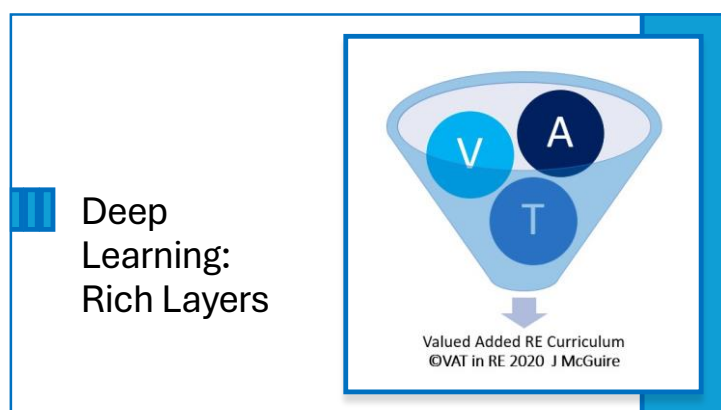 Deep
Learning:
Rich Layers
V
A
T
Valued Added RE Curriculum
©VAT in RE 2020 J McGuire